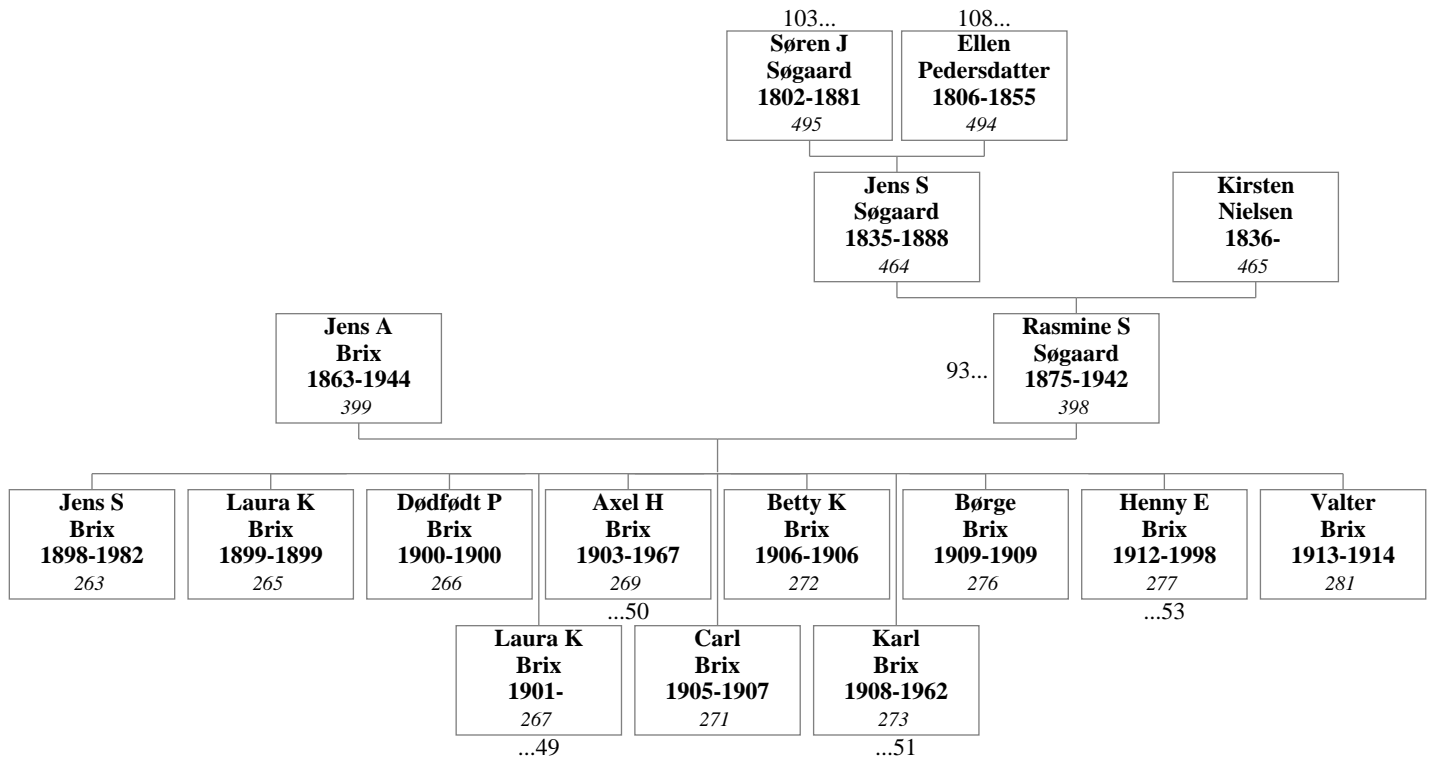 103...
Søren J
Søgaard
1802-1881
495
108...
Ellen
Pedersdatter
1806-1855
494
Jens S
Søgaard
1835-1888
464
Kirsten
Nielsen
1836-
465
Jens A
Brix
1863-1944
399
93...
Rasmine S
Søgaard
1875-1942
398
Jens S
Brix
1898-1982
263
Laura K
Brix
1899-1899
265
Dødfødt P
Brix
1900-1900
266
Axel H
Brix
1903-1967
269
...50
Betty K
Brix
1906-1906
272
Børge
Brix
1909-1909
276
Henny E
Brix
1912-1998
277
...53
Valter
Brix
1913-1914
281
Laura K
Brix
1901-
267
...49
Carl
Brix
1905-1907
271
Karl
Brix
1908-1962
273
...51